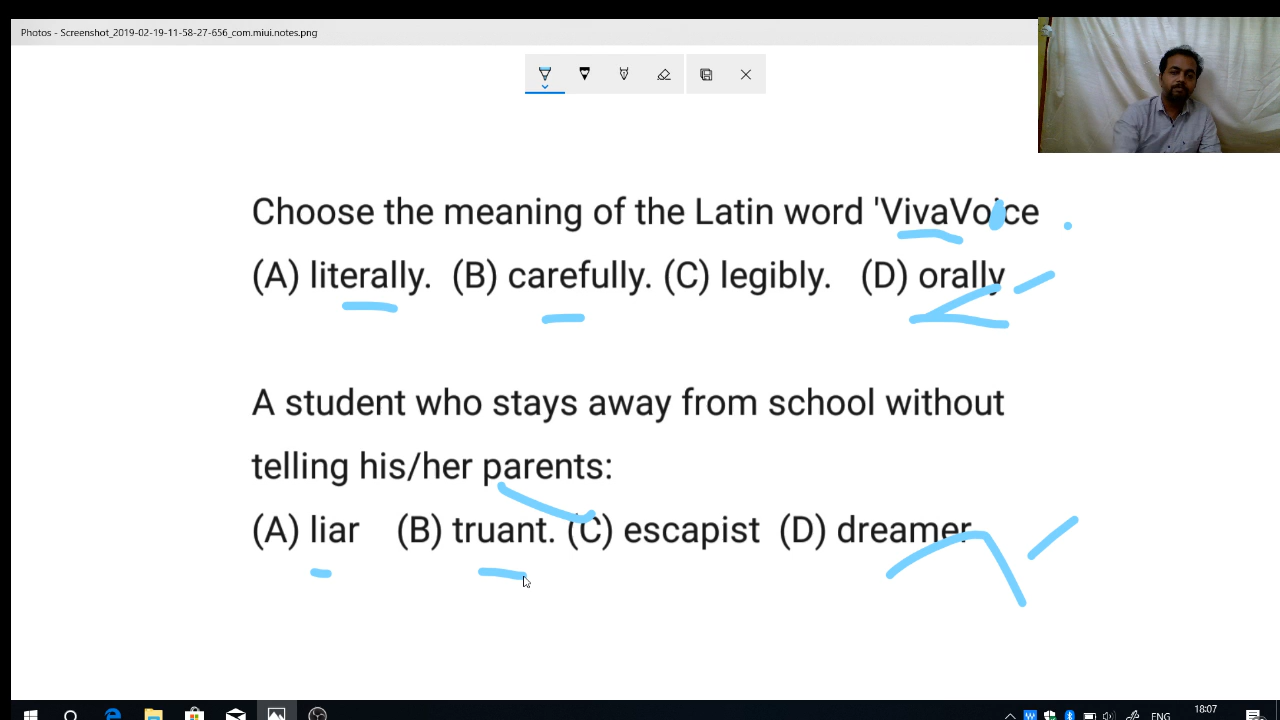 Photos - Screenshot_2019-02-19-11-58-27-656_com.miui.notes.png
Choose the meaning of the Latin word 'VivaVoice
(A) literally. (B) carefully. (C) legibly. (D) orally
A student who stays away from school without
telling his/her parents:
(A) liar (B) truant. (C) escapist (D) dreamer
ENG 18:07